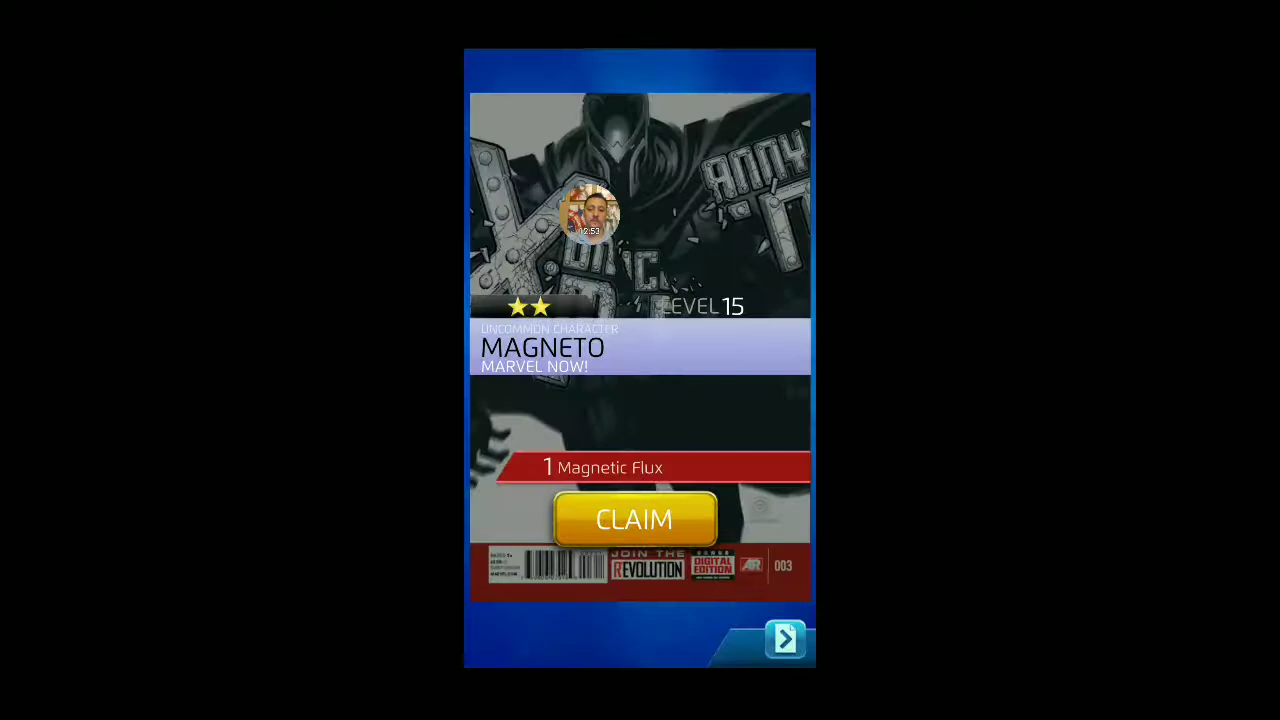 ANNY
12:53
LEVEL 15
UNCOMMON CHARACTER
MAGNETO
MARVEL NOW!
1 Magnetic Flux
CLAIM
JOIN THE
REVOLUTION
DIGITAL
EDITION
AR
003